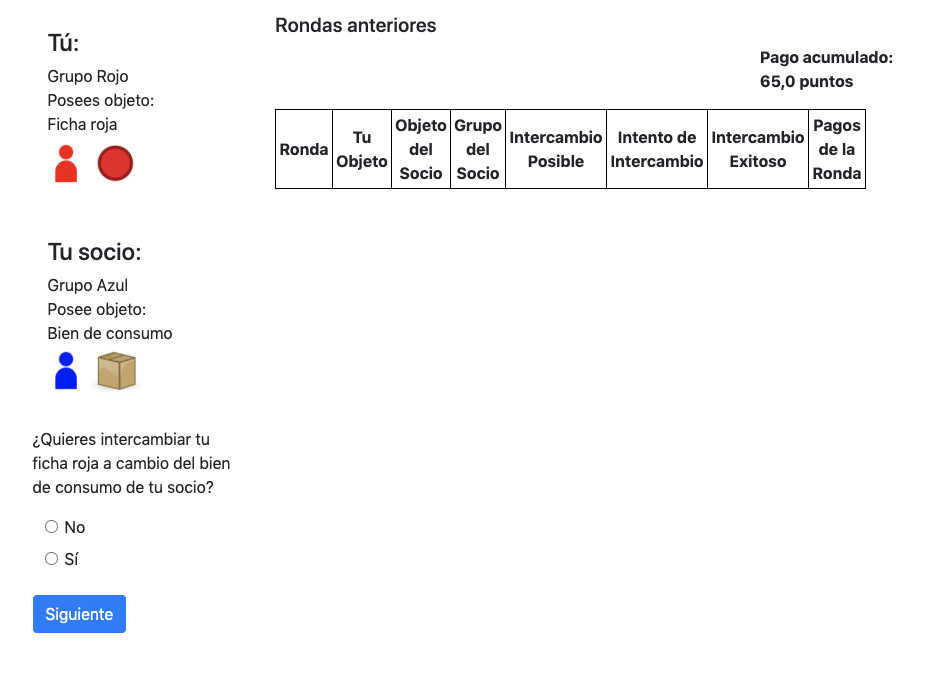 Tú:
Grupo Rojo
Posees objeto:
Ficha roja
Tu socio:
Grupo Azul
Posee objeto:
Bien de consumo
¿Quieres intercambiar tu
ficha roja a cambio del bien
de consumo de tu socio?
No
Sí
Siguiente
Rondas anteriores
Pago acumulado:
65,0 puntos
Ronda
Tu
Objeto
Objeto
del
Socio
Grupo
del
Socio
Intercambio
Posible
Intento de
Intercambio
Intercambio
Exitoso
Pagos
de la
Ronda